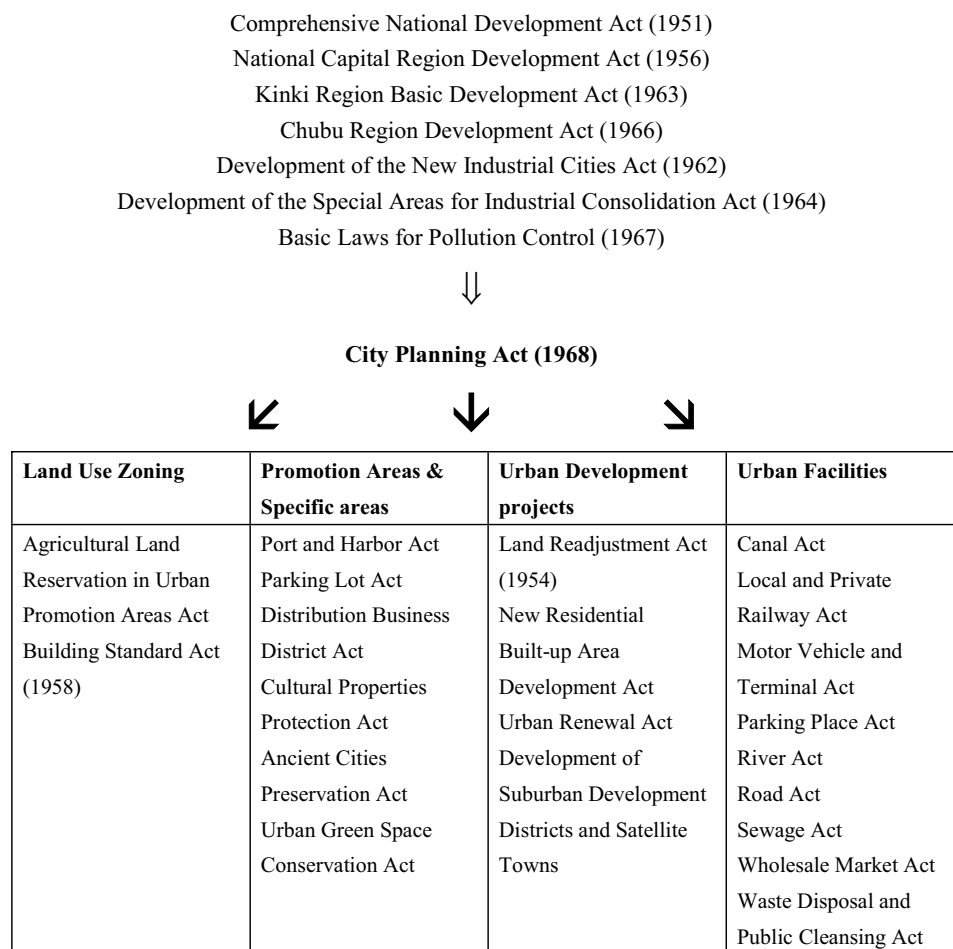 Comprehensive National Development Act (1951)
National Capital Region Development Act (1956)
Kinki Region Basic Development Act (1963)
Chubu Region Development Act (1966)
Development of the New Industrial Cities Act (1962)
Development of the Special Areas for Industrial Consolidation Act (1964)
Basic Laws for Pollution Control (1967)
⇓
City Planning Act (1968)
Land Use Zoning
Promotion Areas &
Specific areas
Urban Development
projects
Urban Facilities
Agricultural Land
Reservation in Urban
Promotion Areas Act
Building Standard Act
(1958)
Port and Harbor Act
Parking Lot Act
Distribution Business
District Act
Cultural Properties
Protection Act
Ancient Cities
Preservation Act
Urban Green Space
Conservation Act
Land Readjustment Act
(1954)
New Residential
Built-up Area
Development Act
Urban Renewal Act
Development of
Suburban Development
Districts and Satellite
Towns
Canal Act
Local and Private
Railway Act
Motor Vehicle and
Terminal Act
Parking Place Act
River Act
Road Act
Sewage Act
Wholesale Market Act
Waste Disposal and
Public Cleansing Act